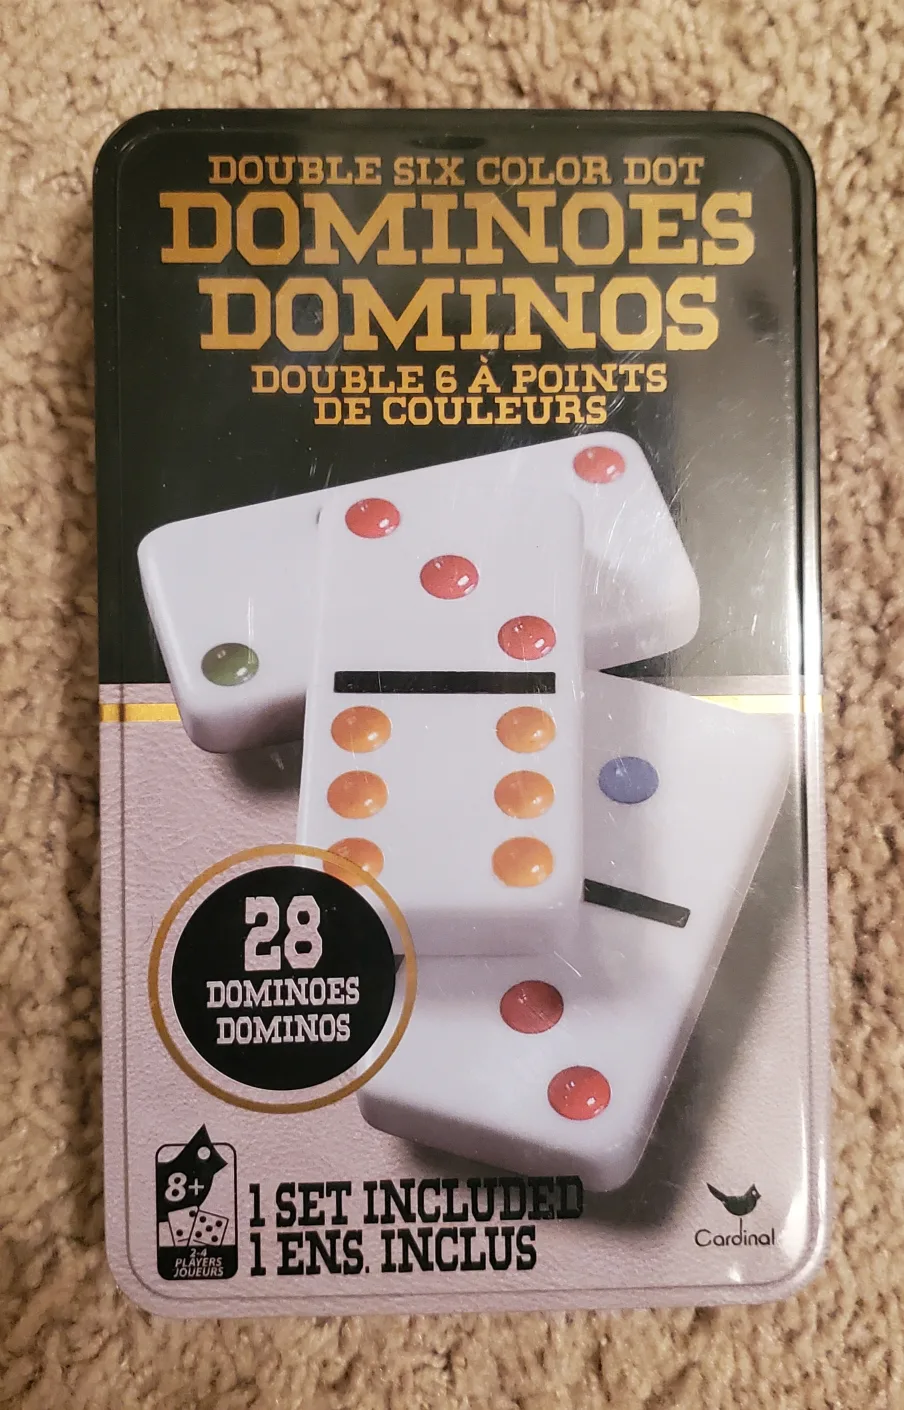 DOUBLE SIX COLOR DOT
DOMINOES
DOMINOS
DOUBLE 6 À POINTS
DE COULEURS
28
DOMINOES
DOMINOS
8+
2-4
PLAYERS
JOUEURS
1 SET INCLUDED
1 ENS. INCLUS
Cardinal